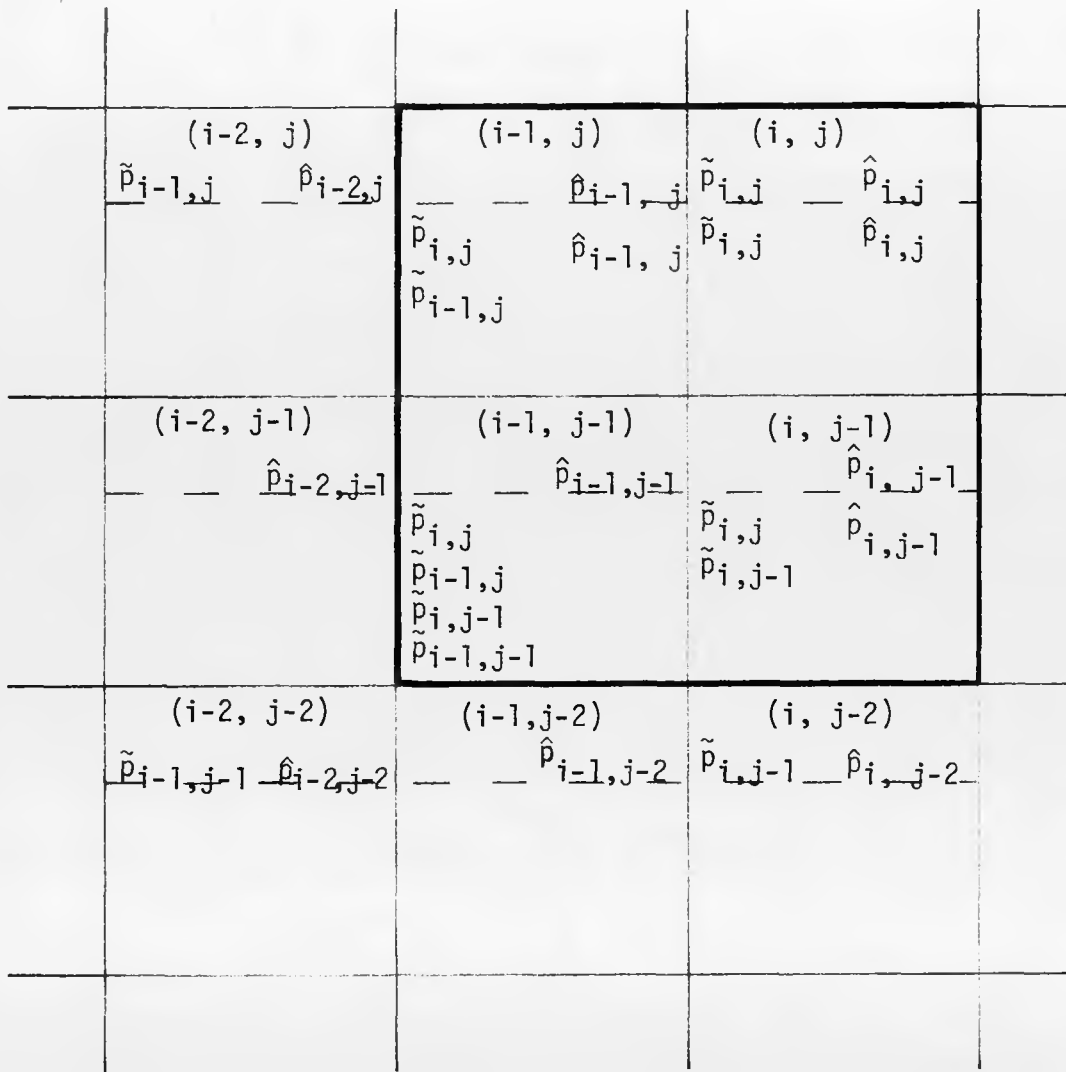 (i-2, j) (i-1, j) (i, j)
p̃i-1,j p̂i-2,j p̂i-1, j p̃i,j p̂i,j
p̃i,j p̂i-1, j p̃i,j p̂i,j
p̃i-1,j
(i-2, j-1) (i-1, j-1) (i, j-1)
p̂i-2,j-1 p̂i-1,j-1 p̂i, j-1
p̃i,j p̃i,j p̂i,j-1
p̃i-1,j p̃i,j-1
p̃i,j-1
p̃i-1,j-1
(i-2, j-2) (i-1,j-2) (i, j-2)
p̃i-1,j-1 p̂i-2,j-2 p̂i-1,j-2 p̃i,j-1 p̂i, j-2